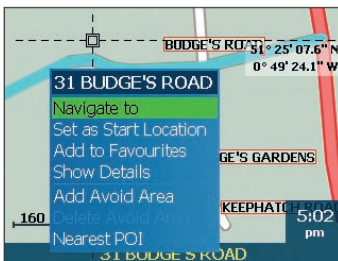 BUDGE'S ROAD
51° 25' 07.6" N
0° 49' 24.1" W
31 BUDGE'S ROAD
Navigate to
Set as Start Location
Add to Favourites
Show Details
GE'S GARDENS
Add Avoid Area
Delete Avoid Area
KEEPHATCH ROAD
160
5:02
pm
Nearest POI
31 BUDGE'S ROAD